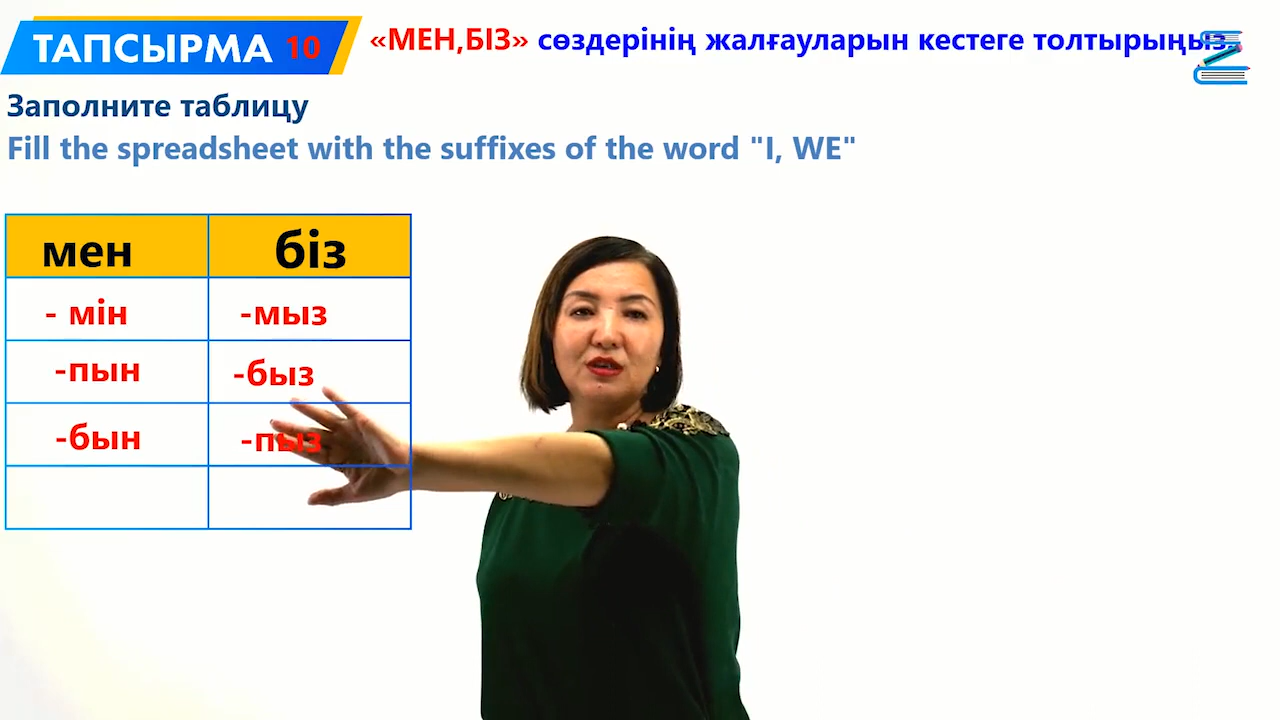 ТАПСЫРМА 10
«МЕН,БІЗ» сөздерінің жалғауларын кестеге толтырыңыз.
Заполните таблицу
Fill the spreadsheet with the suffixes of the word "I, WE"
мен біз
- мін -мыз
-пын -быз
-бын -пыз